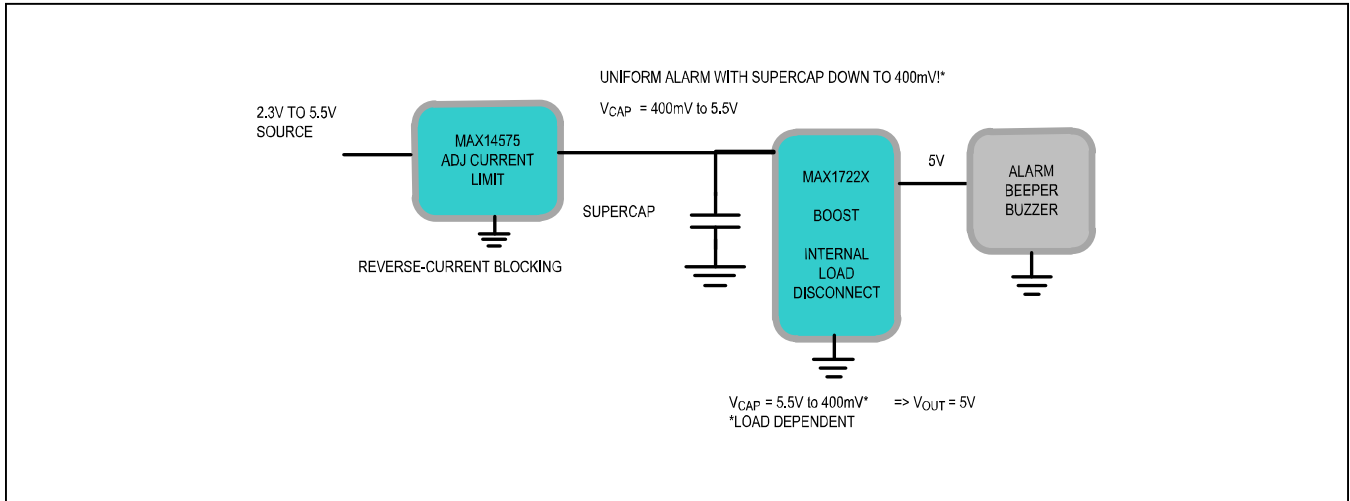 UNIFORM ALARM WITH SUPERCAP DOWN TO 400mV!*
VCAP = 400mV to 5.5V
2.3V TO 5.5V
SOURCE
MAX14575
ADJ CURRENT
LIMIT
REVERSE-CURRENT BLOCKING
SUPERCAP
MAX1722X
BOOST
INTERNAL
LOAD
DISCONNECT
5V
ALARM
BEEPER
BUZZER
VCAP = 5.5V to 400mV* => VOUT = 5V
*LOAD DEPENDENT